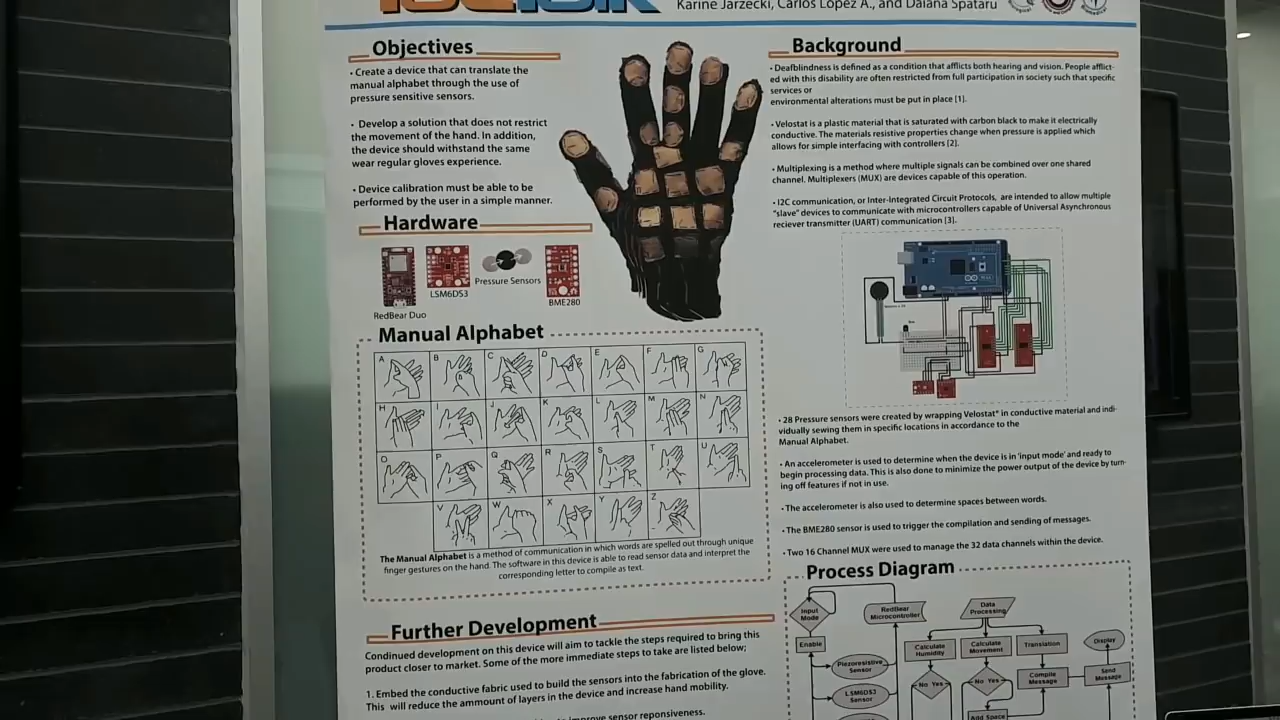 Karine Jarzecki, Carlos Lopez A., and Daiana Spataru
Objectives
• Create a device that can translate the
manual alphabet through the use of
pressure sensitive sensors.
• Develop a solution that does not restrict
the movement of the hand. In addition,
the device should withstand the same
wear regular gloves experience.
• Device calibration must be able to be
performed by the user in a simple manner.
Hardware
RedBear Duo
LSM6DS3
Pressure Sensors
BME280
Manual Alphabet
A B C D E F G
H I J K L M N
O P Q R S T U
V W X Y Z
The Manual Alphabet is a method of communication in which words are spelled out through unique
finger gestures on the hand. The software in this device is able to read sensor data and interpret the
corresponding letter to compile as text.
Further Development
Condinued development on this device will aim to tackle the steps required to bring this
product closer to market. Some of the more immediate steps to take are listed below;
1. Embed the conductive fabric used to build the sensors into the fabrication of the glove.
This will reduce the ammount of layers in the device and increase hand mobility.
improve sensor reponsiveness.
Background
• Deafblindness is defined as a condition that afflicts both hearing and vision. People afflict-
ed with this disability are often restricted from full participation in society such that specific
services or
environmental alterations must be put in place [1].
• Velostat is a plastic material that is saturated with carbon black to make it electrically
conductive. The materials resistive properties change when pressure is applied which
allows for simple interfacing with controllers [2].
• Multiplexing is a method where multiple signals can be combined over one shared
channel. Multiplexers (MUX) are devices capable of this operation.
• I2C communication, or Inter-Integrated Circuit Protocols, are intended to allow multiple
"slave" devices to communicate with microcontrollers capable of Universal Asynchronous
reciever transmitter (UART) communication [3].
• 28 Pressure sensors were created by wrapping Velostat® in conductive material and indi-
vidually sewing them in specific locations in accordance to the
Manual Alphabet.
• An accelerometer is used to determine when the device is in 'input mode' and ready to
begin processing data. This is also done to minimize the power output of the device by turn-
ing off features if not in use.
• The accelerometer is also used to determine spaces between words.
• The BME280 sensor is used to trigger the compilation and sending of messages.
• Two 16 Channel MUX were used to manage the 32 data channels within the device.
Process Diagram
Input
Mode
RedBear
Microcontroller
Data
Processing
Enable
Calculate
Humidity
Calculate
Movement
Translation
Display
Piezoresistive
Sensor
No Yes
No Yes
Compile
Message
Send
Message
LSM6DS3
Sensor
Add Space